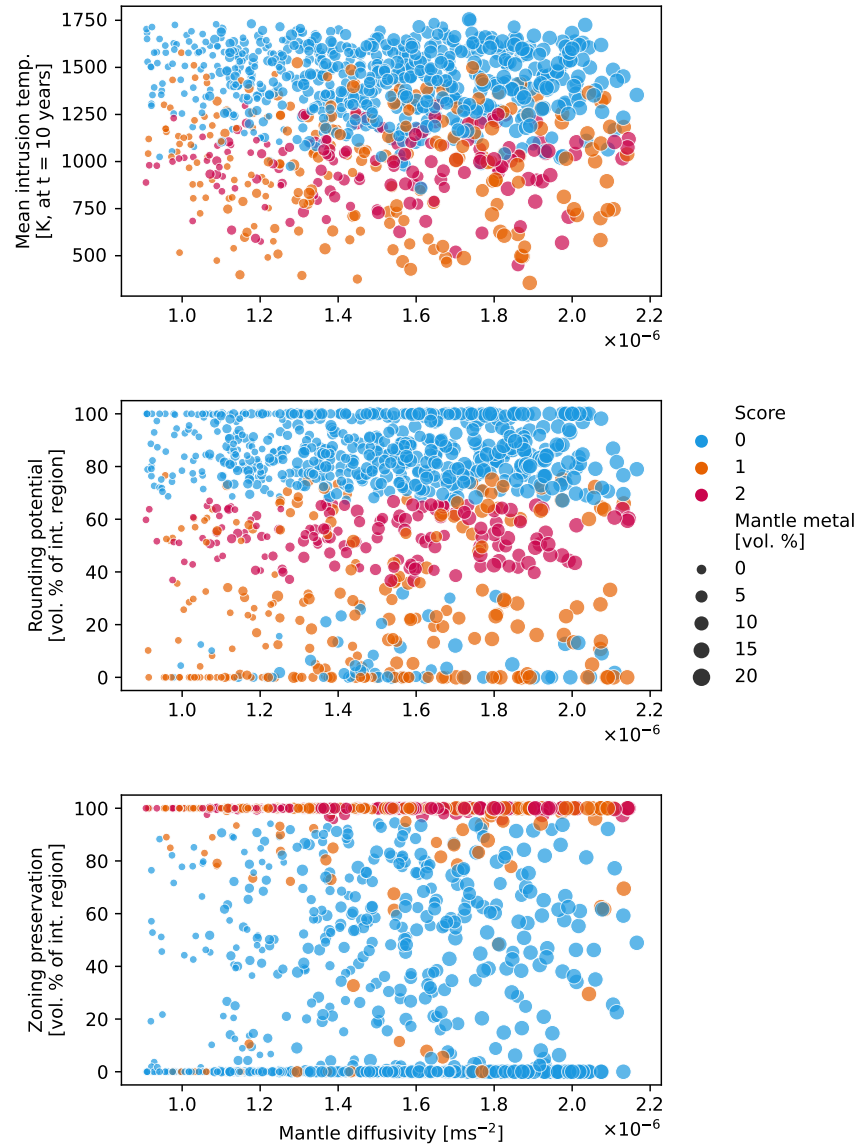 1750
1500
1250
1000
750
500
Mean intrusion temp.
[K, at t = 10 years]
1.0 1.2 1.4 1.6 1.8 2.0 2.2
×10⁻⁶
100
80
60
40
20
0
Rounding potential
[vol. % of int. region]
1.0 1.2 1.4 1.6 1.8 2.0 2.2
×10⁻⁶
Score
0
1
2
Mantle metal
[vol. %]
0
5
10
15
20
100
80
60
40
20
0
Zoning preservation
[vol. % of int. region]
1.0 1.2 1.4 1.6 1.8 2.0 2.2
Mantle diffusivity [ms⁻²]
×10⁻⁶